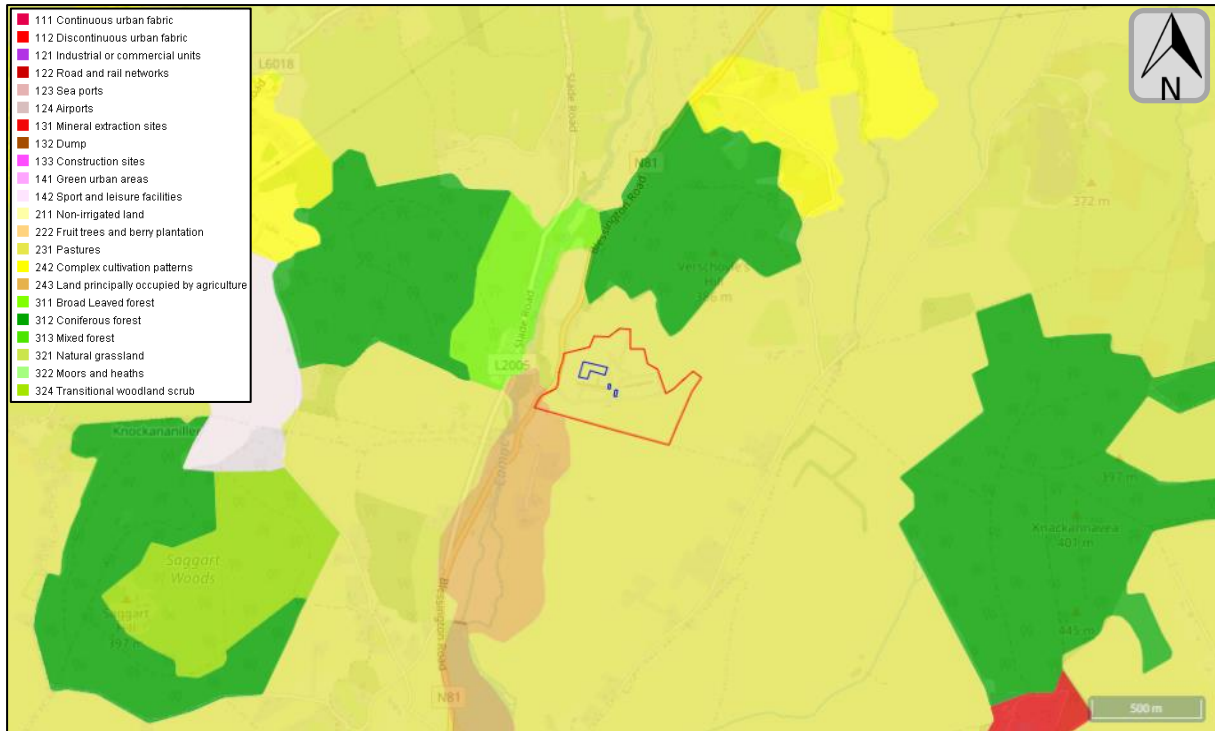 111 Continuous urban fabric
112 Discontinuous urban fabric
121 Industrial or commercial units
122 Road and rail networks
123 Sea ports
124 Airports
131 Mineral extraction sites
132 Dump
133 Construction sites
141 Green urban areas
142 Sport and leisure facilities
211 Non-irrigated land
222 Fruit trees and berry plantation
231 Pastures
242 Complex cultivation patterns
243 Land principally occupied by agriculture
311 Broad Leaved forest
312 Coniferous forest
313 Mixed forest
321 Natural grassland
322 Moors and heaths
324 Transitional woodland scrub
N
L6018
Slade Road
N81
Blessington Road
372 m
Verschoyle's
Hill
Slade Road
L2005
Knockananiller
397 m
Knackannavea
401 m
Saggart
Woods
Saggart
Hill
397 m
445 m
Blessington Road
N81
500 m